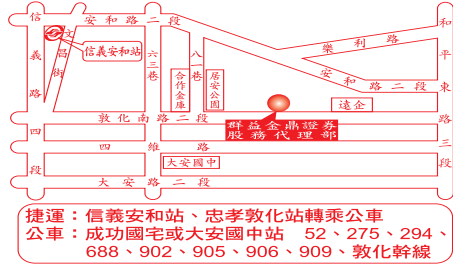 信義路四段
文昌街
信義安和站
安和路二段
六三巷
八一巷
合作金庫
居安公園
樂利路
安和路二段
遠企
和平東路三段
敦化南路二段
群益金鼎證券
股務代理部
四維路
大安國中
大安路二段
捷運：信義安和站、忠孝敦化站轉乘公車
公車：成功國宅或大安國中站 52、275、294、
688、902、905、906、909、敦化幹線